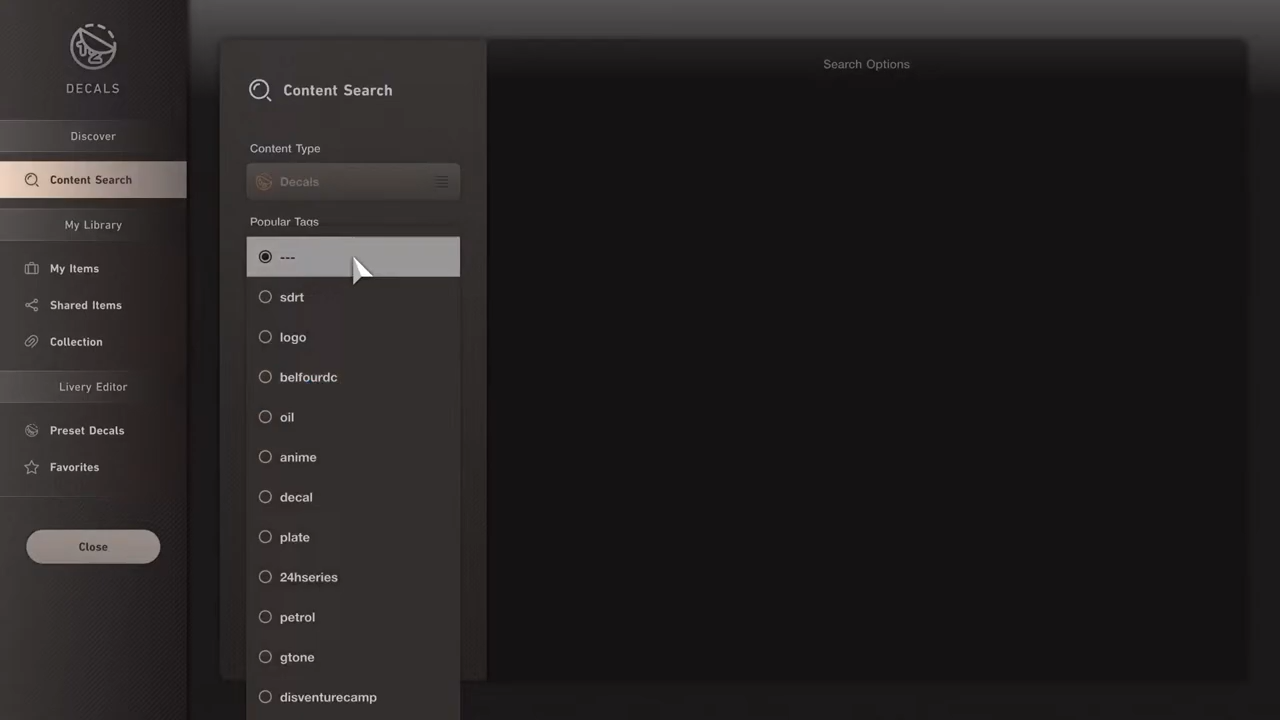 DECALS
Discover
Content Search
My Library
My Items
Shared Items
Collection
Livery Editor
Preset Decals
Favorites
Close
Content Search
Content Type
Decals
Popular Tags
---
sdrt
logo
belfourdc
oil
anime
decal
plate
24hseries
petrol
gtone
disventurecamp
Search Options